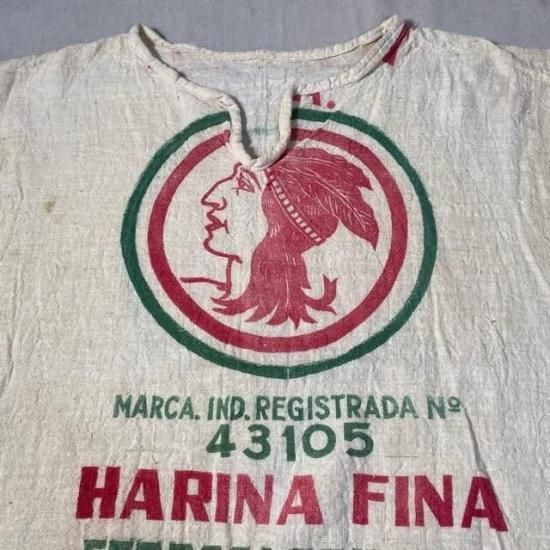 MARCA. IND. REGISTRADA Nº
43105
HARINA FINA